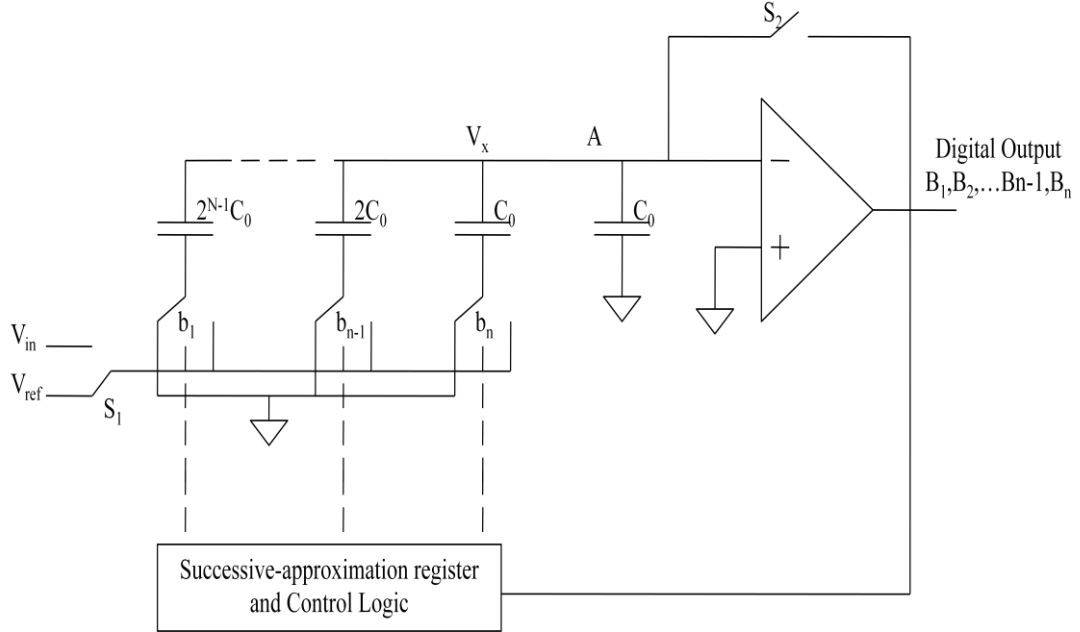 S₂
Vₓ A
Digital Output
B₁,B₂,...Bn-1,Bₙ
2ᴺ⁻¹C₀ 2C₀ C₀ C₀
b₁ bₙ₋₁ bₙ
Vᵢₙ
V_ref
S₁
Successive-approximation register
and Control Logic